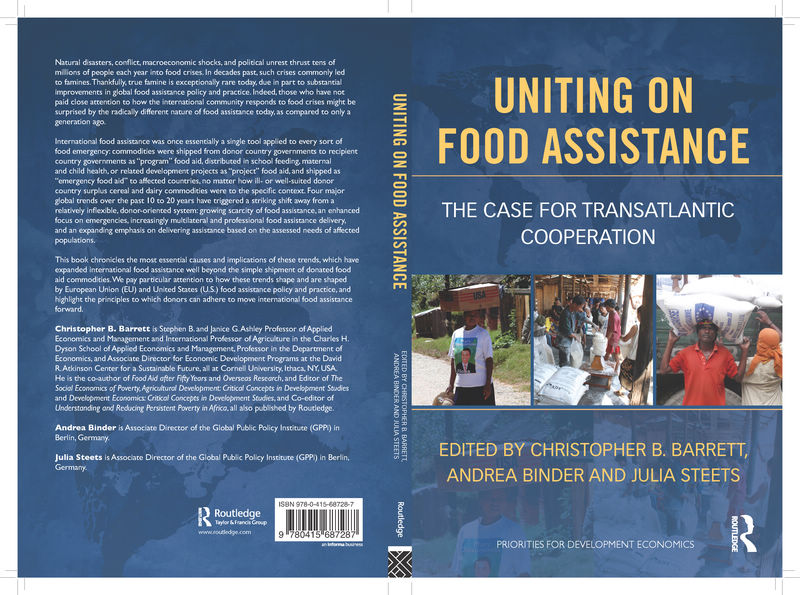 Natural disasters, conflict, macroeconomic shocks, and political unrest thrust tens of
millions of people each year into food crises. In decades past, such crises commonly led
to famines. Thankfully, true famine is exceptionally rare today, due in part to substantial
improvements in global food assistance policy and practice. Indeed, those who have not
paid close attention to how the international community responds to food crises might be
surprised by the radically different nature of food assistance today, as compared to only a
generation ago.
International food assistance was once essentially a single tool applied to every sort of
food emergency: commodities were shipped from donor country governments to recipient
country governments as “program” food aid, distributed in school feeding, maternal
and child health, or related development projects as “project” food aid, and shipped as
“emergency food aid” to affected countries, no matter how ill- or well-suited donor
country surplus cereal and dairy commodities were to the specific context. Four major
global trends over the past 10 to 20 years have triggered a striking shift away from a
relatively inflexible, donor-oriented system: growing scarcity of food assistance, an enhanced
focus on emergencies, increasingly multilateral and professional food assistance delivery,
and an expanding emphasis on delivering assistance based on the assessed needs of affected
populations.
This book chronicles the most essential causes and implications of these trends, which have
expanded international food assistance well beyond the simple shipment of donated food
aid commodities. We pay particular attention to how these trends shape and are shaped
by European Union (EU) and United States (U.S.) food assistance policy and practice, and
highlight the principles to which donors can adhere to move international food assistance
forward.
Christopher B. Barrett is Stephen B. and Janice G. Ashley Professor of Applied
Economics and Management and International Professor of Agriculture in the Charles H.
Dyson School of Applied Economics and Management, Professor in the Department of
Economics, and Associate Director for Economic Development Programs at the David
R. Atkinson Center for a Sustainable Future, all at Cornell University, Ithaca, NY, USA.
He is the co-author of Food Aid after Fifty Years and Overseas Research, and Editor of The
Social Economics of Poverty, Agricultural Development: Critical Concepts in Development Studies
and Development Economics: Critical Concepts in Development Studies, and Co-editor of
Understanding and Reducing Persistent Poverty in Africa, all also published by Routledge.
Andrea Binder is Associate Director of the Global Public Policy Institute (GPPi) in
Berlin, Germany.
Julia Steets is Associate Director of the Global Public Policy Institute (GPPi) in Berlin,
Germany.
Routledge
Taylor & Francis Group
www.routledge.com
ISBN 978-0-415-68728-7
9 780415 687287
an informa business
UNITING ON FOOD ASSISTANCE
EDITED BY CHRISTOPHER B. BARRETT,
ANDREA BINDER AND JULIA STEETS
Routledge
UNITING ON
FOOD ASSISTANCE
THE CASE FOR TRANSATLANTIC
COOPERATION
USA
EDITED BY CHRISTOPHER B. BARRETT,
ANDREA BINDER AND JULIA STEETS
PRIORITIES FOR DEVELOPMENT ECONOMICS
ROUTLEDGE